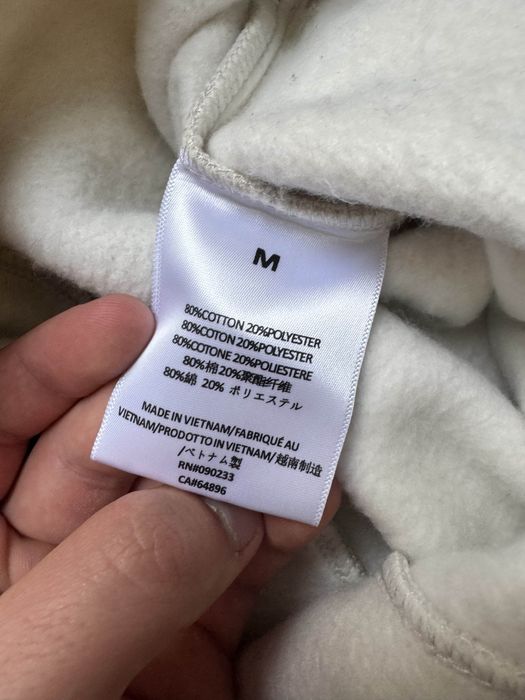 M
80%COTTON 20%POLYESTER
80%COTON 20%POLYESTER
80%COTONE 20%POLIESTERE
80%棉20%聚酯纤维
80%綿 20% ポリエステル
MADE IN VIETNAM/FABRIQUÉ AU
VIETNAM/PRODOTTO IN VIETNAM/越南制造
/ベトナム製
RN#090233
CA#64896